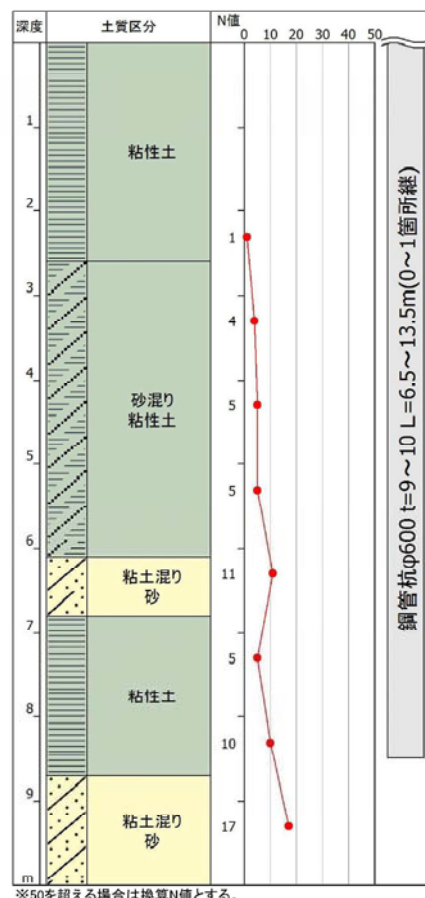 深度 土質区分 N値
0 10 20 30 40 50
1
粘性土
2
1
3
4
4
砂混り
粘性土
5
5
5
6
粘土混り
砂
11
7
5
粘性土
8
10
9
粘土混り
砂
17
m
鋼管杭φ600 t=9～10 L=6.5～13.5m(0～1箇所継)
※50を超える場合は換算N値とする。